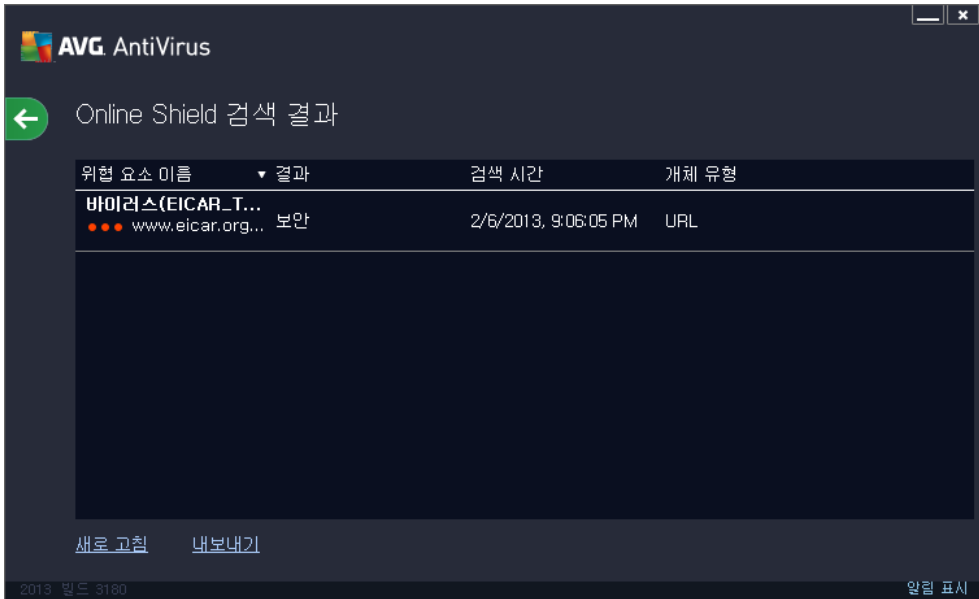 AVG AntiVirus
Online Shield 검색 결과
위협 요소 이름 결과 검색 시간 개체 유형
바이러스(EICAR_T...
www.eicar.org... 보안 2/6/2013, 9:06:05 PM URL
새로 고침 내보내기
2013 빌드 3180 알림 표시